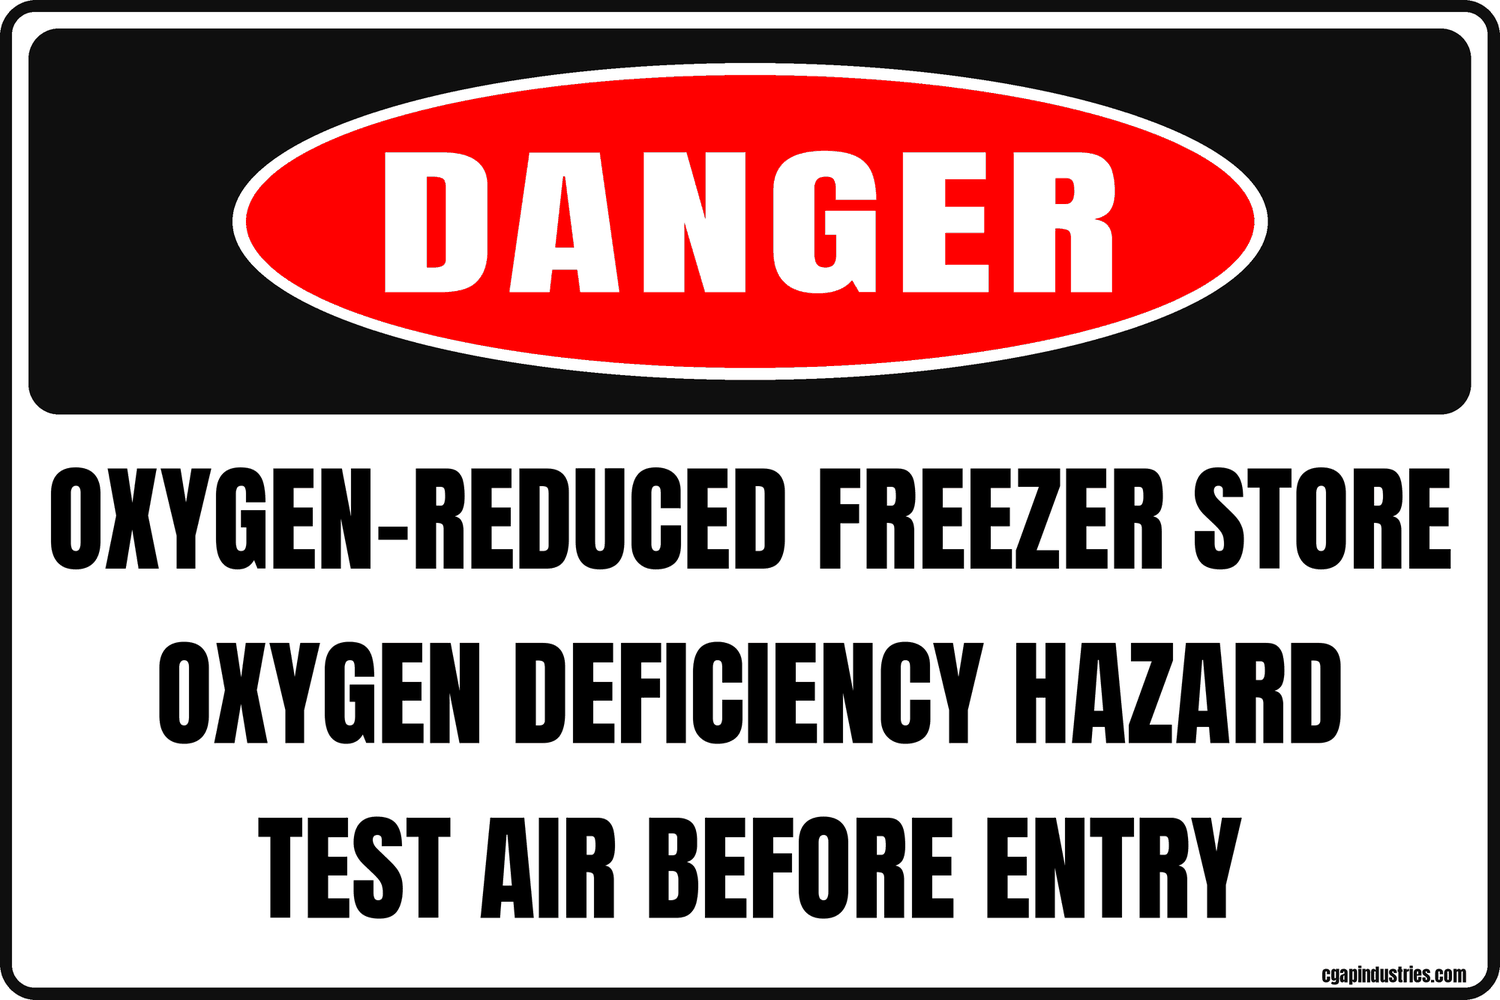 DANGER
OXYGEN-REDUCED FREEZER STORE
OXYGEN DEFICIENCY HAZARD
TEST AIR BEFORE ENTRY
cgapindustries.com